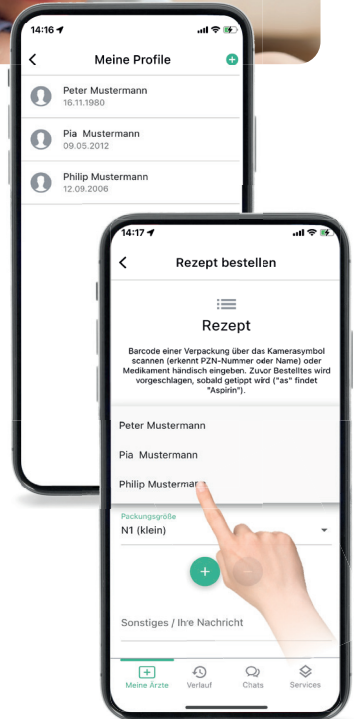 14:16
Meine Profile
Peter Mustermann
16.11.1980
Pia Mustermann
09.05.2012
Philip Mustermann
12.09.2006
14:17
Rezept bestellen
Rezept
Barcode einer Verpackung über das Kamerasymbol
scannen (erkennt PZN-Nummer oder Name) oder
Medikament händisch eingeben. Zuvor Bestelltes wird
vorgeschlagen, sobald getippt wird ("as" findet
"Aspirin").
Peter Mustermann
Pia Mustermann
Philip Mustermann
Packungsgröße
N1 (klein)
Sonstiges / Ihre Nachricht
Meine Ärzte
Verlauf
Chats
Services